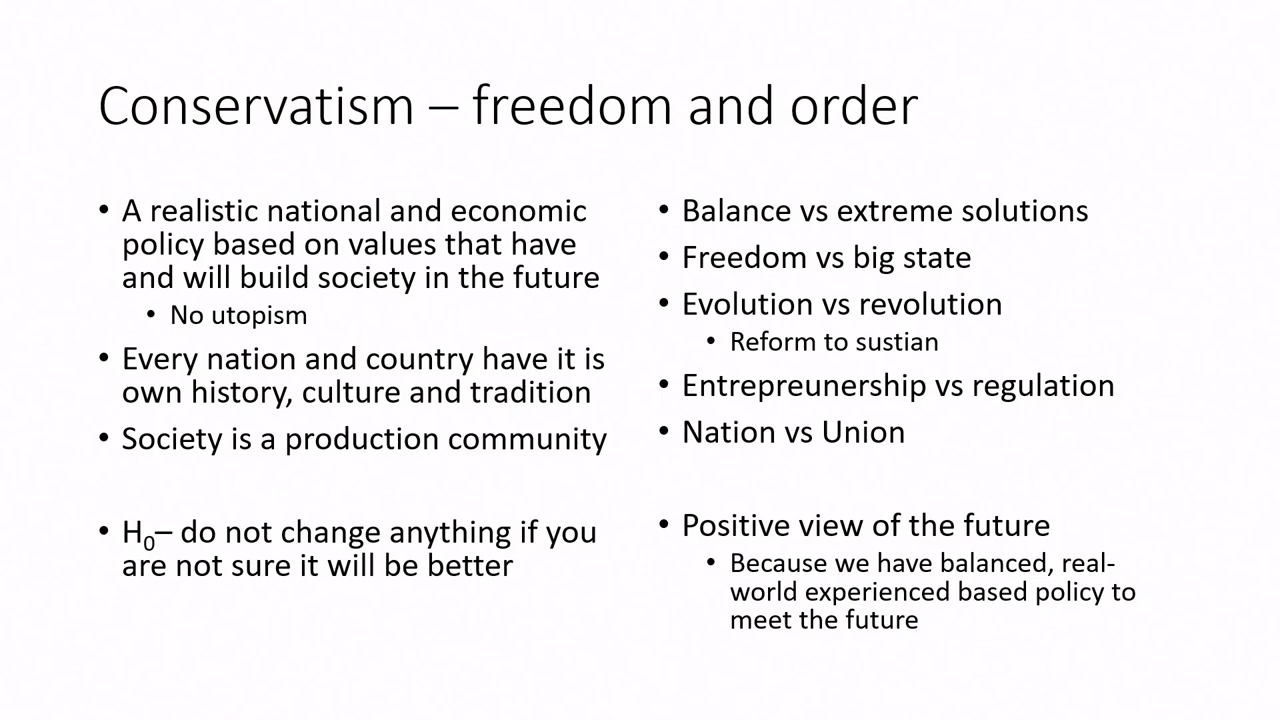 Conservatism – freedom and order
• A realistic national and economic
policy based on values that have
and will build society in the future
• No utopism
• Every nation and country have it is
own history, culture and tradition
• Society is a production community
• H₀– do not change anything if you
are not sure it will be better
• Balance vs extreme solutions
• Freedom vs big state
• Evolution vs revolution
• Reform to sustian
• Entrepreunership vs regulation
• Nation vs Union
• Positive view of the future
• Because we have balanced, real-
world experienced based policy to
meet the future